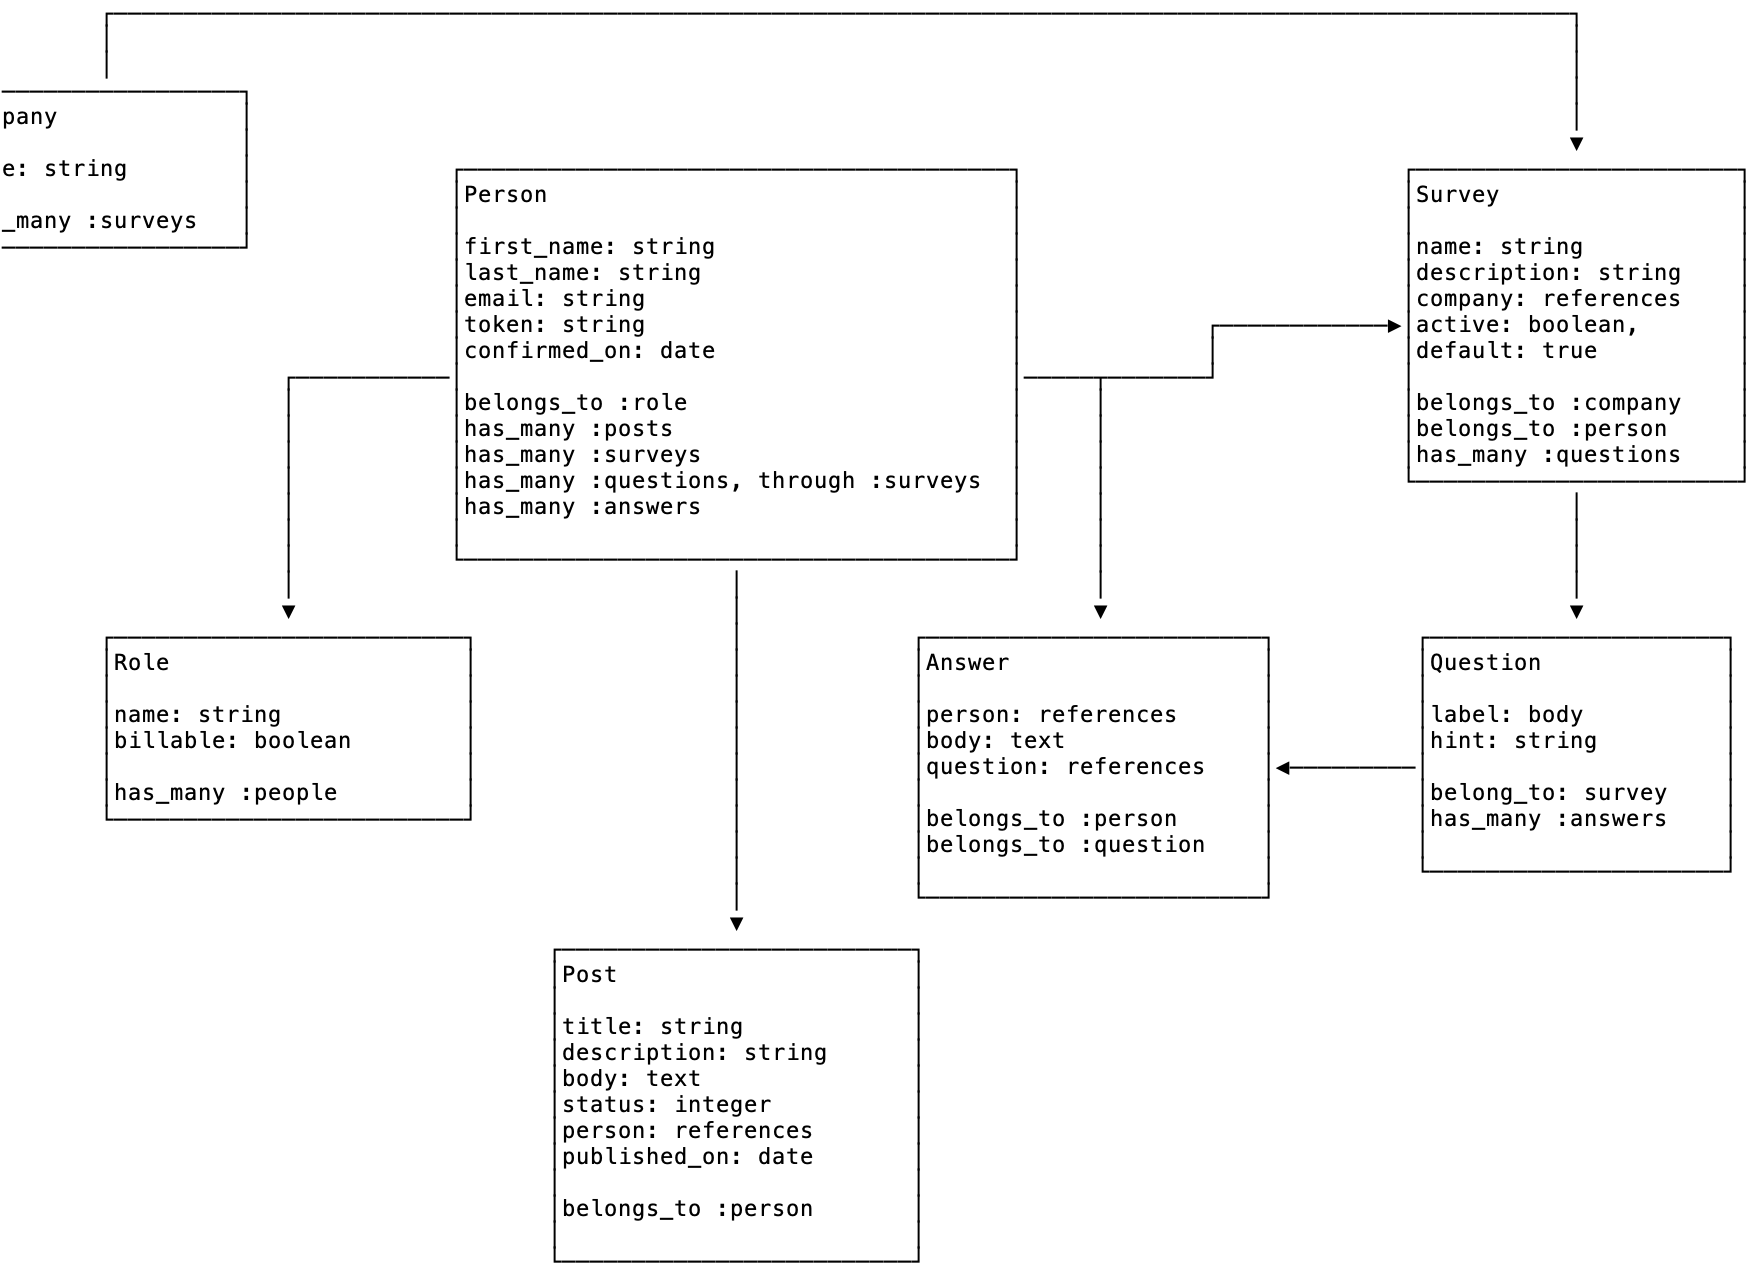 pany
e: string
_many :surveys
Person
first_name: string
last_name: string
email: string
token: string
confirmed_on: date
belongs_to :role
has_many :posts
has_many :surveys
has_many :questions, through :surveys
has_many :answers
Survey
name: string
description: string
company: references
active: boolean,
default: true
belongs_to :company
belongs_to :person
has_many :questions
Role
name: string
billable: boolean
has_many :people
Answer
person: references
body: text
question: references
belongs_to :person
belongs_to :question
Question
label: body
hint: string
belong_to: survey
has_many :answers
Post
title: string
description: string
body: text
status: integer
person: references
published_on: date
belongs_to :person